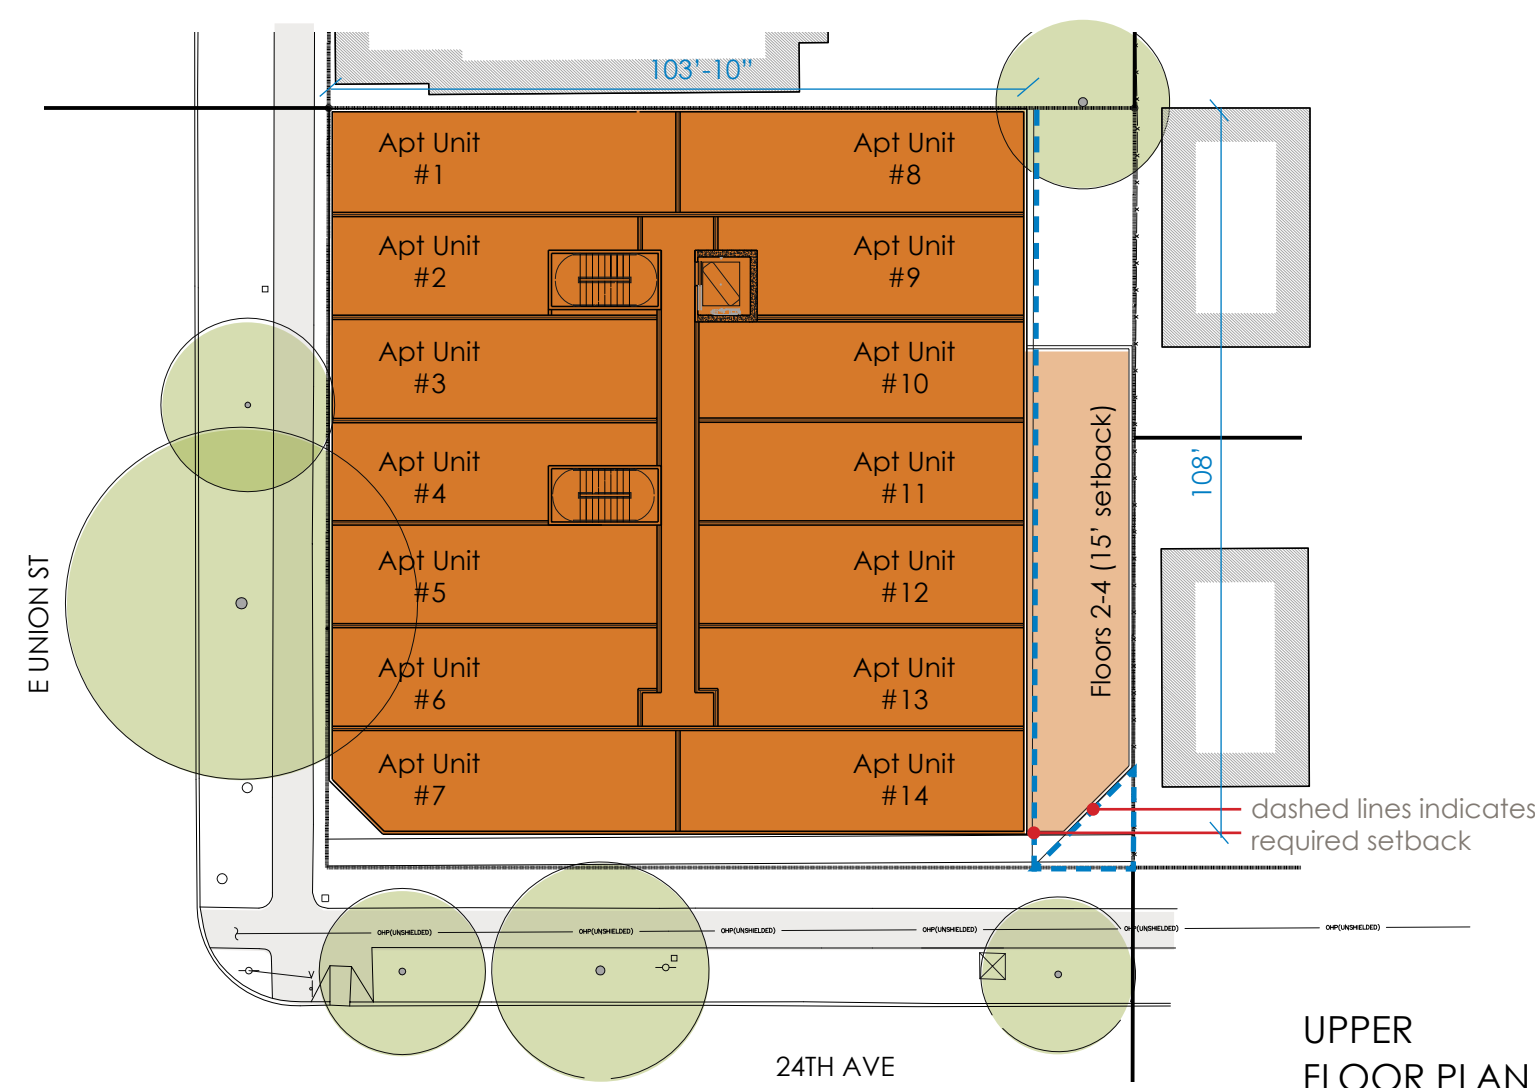 103'-10"
Apt Unit
#1
Apt Unit
#8
Apt Unit
#2
Apt Unit
#9
Apt Unit
#3
Apt Unit
#10
Apt Unit
#4
Apt Unit
#11
Apt Unit
#5
Apt Unit
#12
Apt Unit
#6
Apt Unit
#13
Apt Unit
#7
Apt Unit
#14
Floors 2-4 (15' setback)
108'
E UNION ST
dashed lines indicates
required setback
OHP(UNSHIELDED)
OHP(UNSHIELDED)
OHP(UNSHIELDED)
OHP(UNSHIELDED)
OHP(UNSHIELDED)
OHP(UNSHIELDED)
24TH AVE
UPPER
FLOOR PLAN